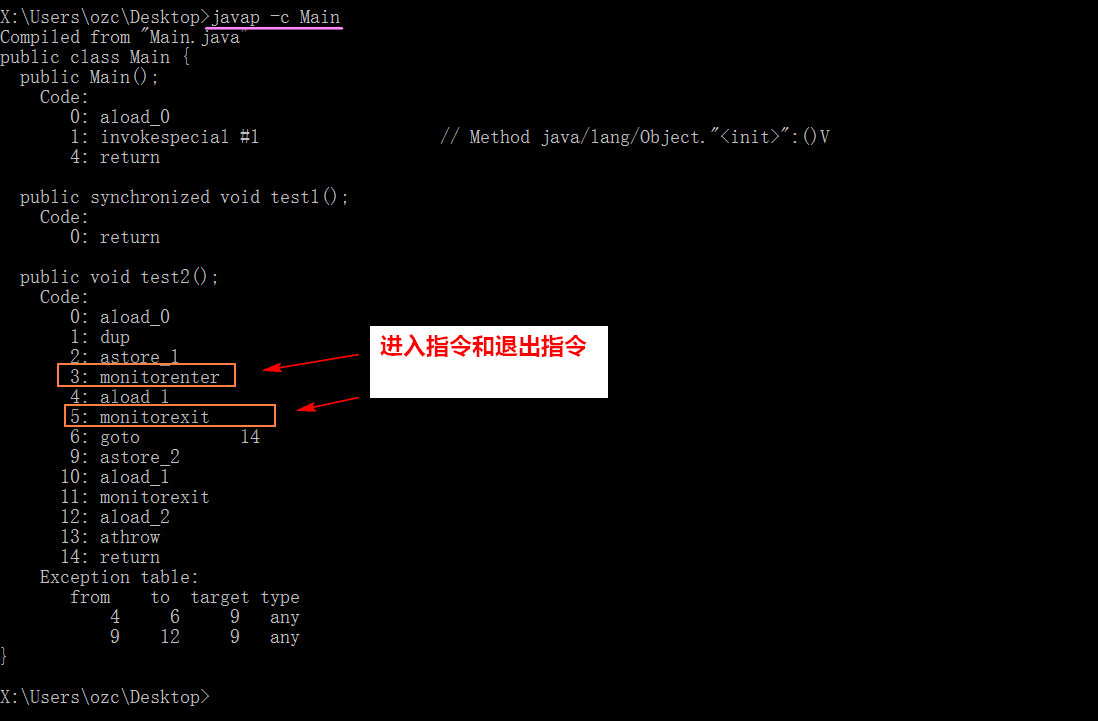 X:\Users\ozc\Desktop>javap -c Main
Compiled from "Main.java"
public class Main {
  public Main();
    Code:
       0: aload_0
       1: invokespecial #1                  // Method java/lang/Object."<init>":()V
       4: return

  public synchronized void test1();
    Code:
       0: return

  public void test2();
    Code:
       0: aload_0
       1: dup
       2: astore_1
       3: monitorenter
       4: aload_1
       5: monitorexit
       6: goto          14
       9: astore_2
      10: aload_1
      11: monitorexit
      12: aload_2
      13: athrow
      14: return
    Exception table:
       from    to  target type
           4     6     9   any
           9    12     9   any
}
进入指令和退出指令
X:\Users\ozc\Desktop>